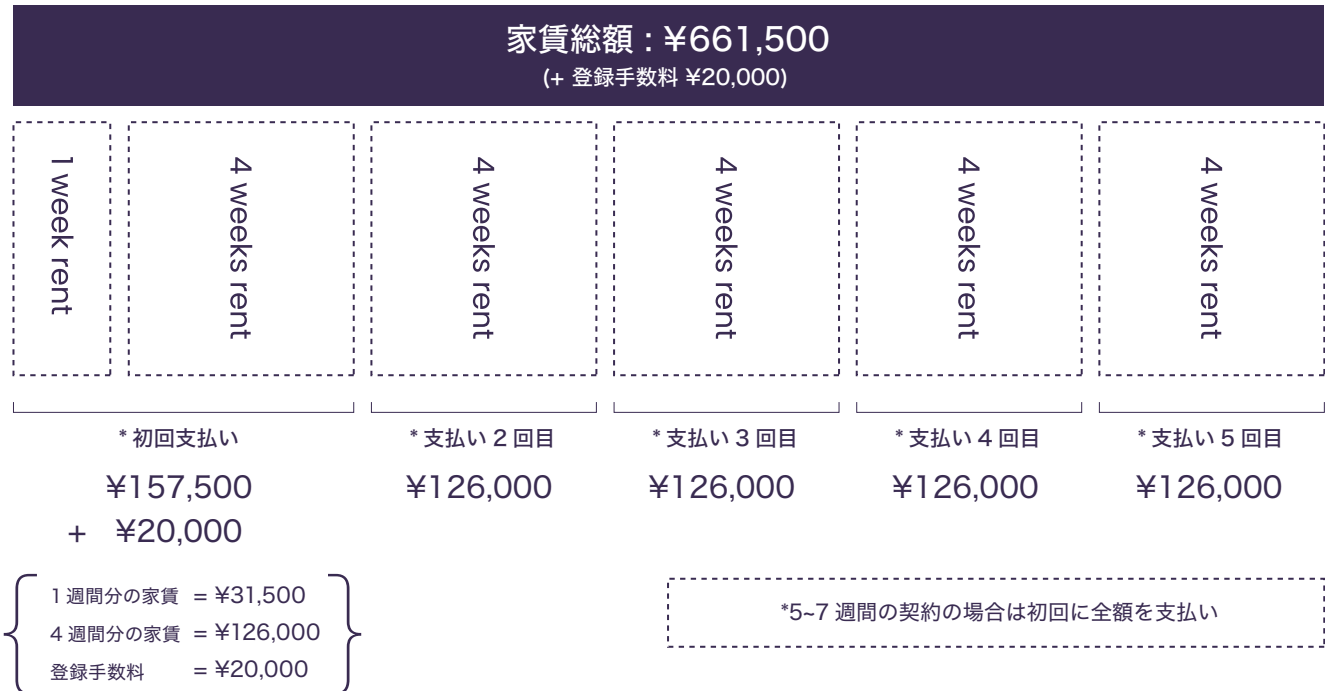 家賃総額 : ¥661,500
(+ 登録手数料 ¥20,000)
1 week rent
4 weeks rent
4 weeks rent
4 weeks rent
4 weeks rent
4 weeks rent
* 初回支払い
¥157,500
+ ¥20,000
* 支払い 2 回目
¥126,000
* 支払い 3 回目
¥126,000
* 支払い 4 回目
¥126,000
* 支払い 5 回目
¥126,000
1 週間分の家賃 = ¥31,500
4 週間分の家賃 = ¥126,000
登録手数料 = ¥20,000
*5~7 週間の契約の場合は初回に全額を支払い